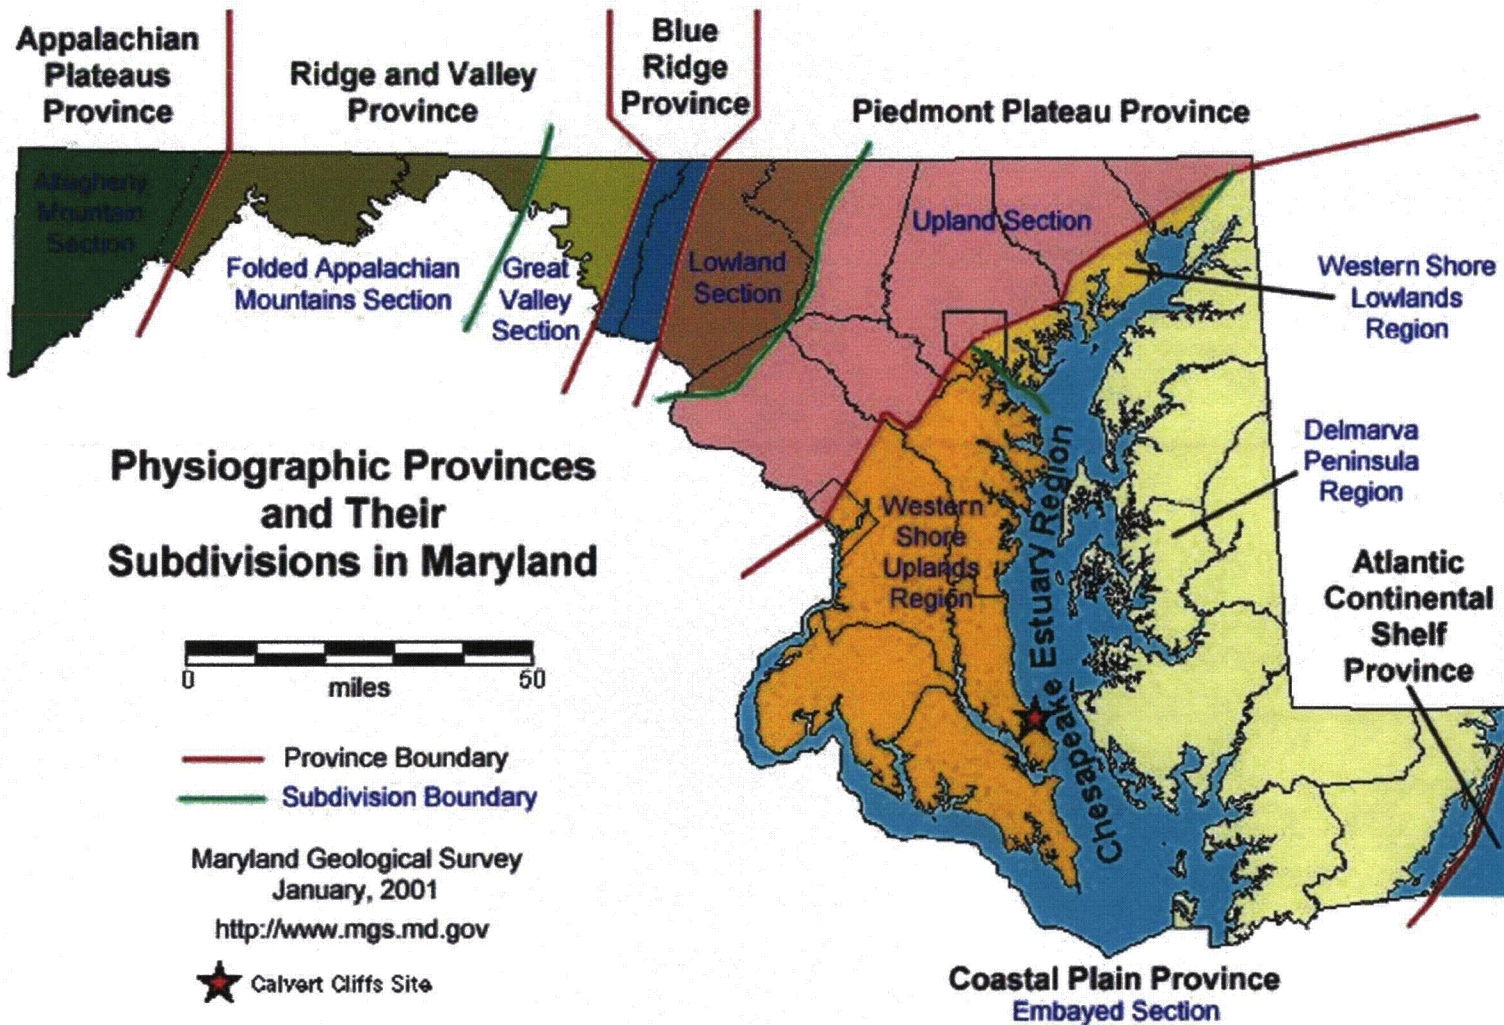 Appalachian
Plateaus
Province
Ridge and Valley
Province
Blue
Ridge
Province
Piedmont Plateau Province
Allegheny
Mountain
Section
Folded Appalachian
Mountains Section
Great
Valley
Section
Lowland
Section
Upland Section
Western Shore
Lowlands
Region
Delmarva
Peninsula
Region
Western
Shore
Uplands
Region
Chesapeake Estuary Region
Atlantic
Continental
Shelf
Province
Physiographic Provinces
and Their
Subdivisions in Maryland
0 50
miles
Province Boundary
Subdivision Boundary
Maryland Geological Survey
January, 2001
http://www.mgs.md.gov
Calvert Cliffs Site
Coastal Plain Province
Embayed Section